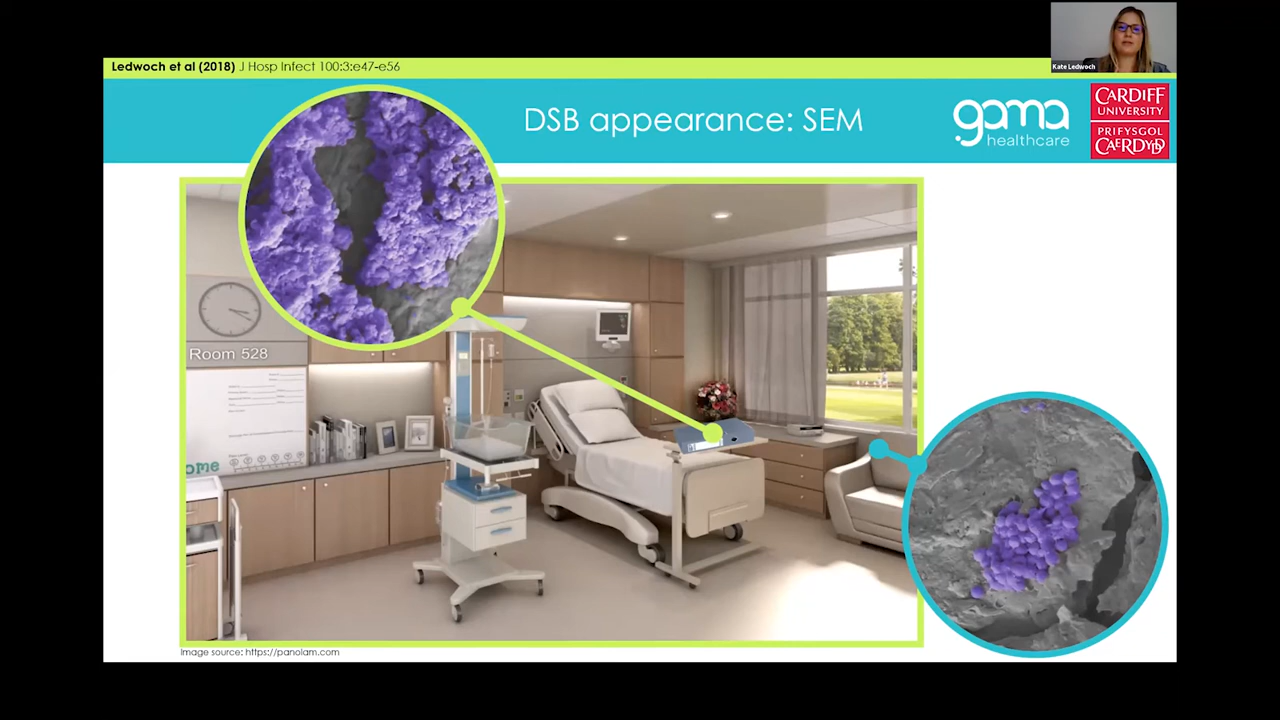 Kate Ledwoch
Ledwoch et al (2018) J Hosp Infect 100:3:e47-e56
DSB appearance: SEM
gama
healthcare
CARDIFF
UNIVERSITY
PRIFYSGOL
CAERDYDD
Room 528
ome
Image source: https://panolam.com